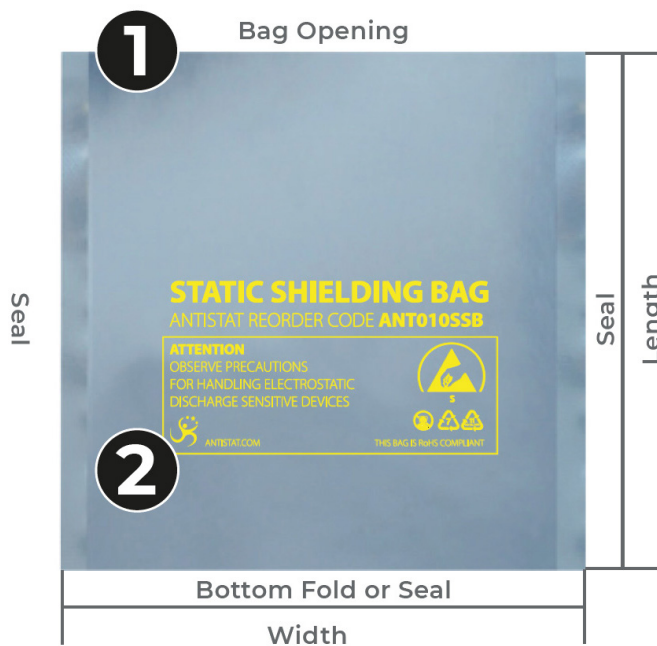 1
Bag Opening
STATIC SHIELDING BAG
ANTISTAT REORDER CODE ANT010SSB
ATTENTION
OBSERVE PRECAUTIONS
FOR HANDLING ELECTROSTATIC
DISCHARGE SENSITIVE DEVICES
S
ANTISTAT.COM
THIS BAG IS RoHS COMPLIANT
2
Seal
Seal
Length
Bottom Fold or Seal
Width